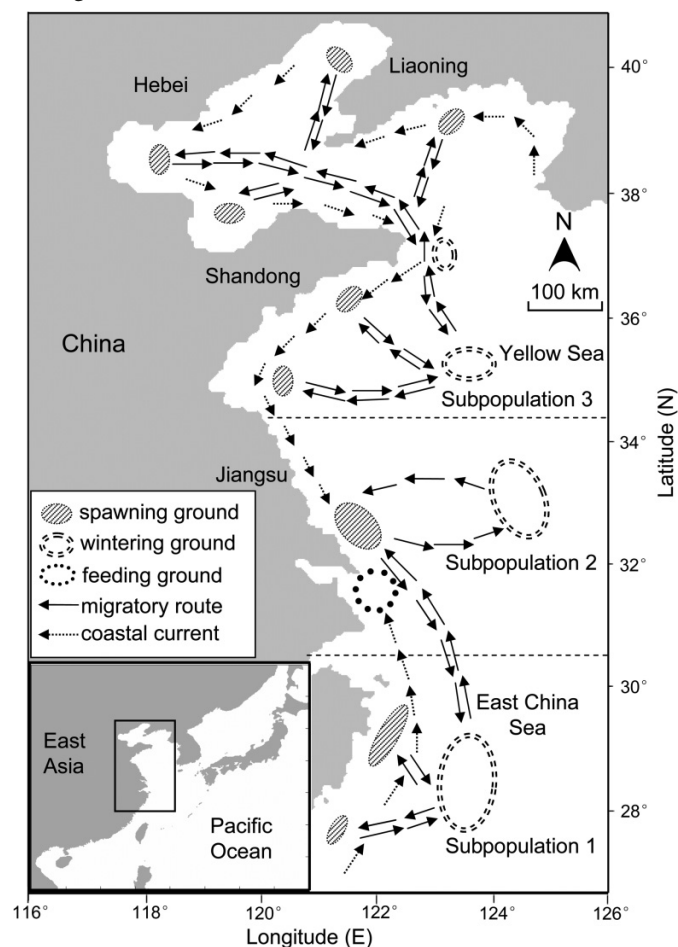 Hebei
Liaoning
40°
38°
N
100 km
Shandong
36°
China
Yellow Sea
Subpopulation 3
Latitude (N)
34°
Jiangsu
spawning ground
wintering ground
feeding ground
migratory route
coastal current
Subpopulation 2
32°
30°
East China
Sea
East
Asia
Pacific
Ocean
28°
Subpopulation 1
116°
118°
120°
122°
124°
126°
Longitude (E)